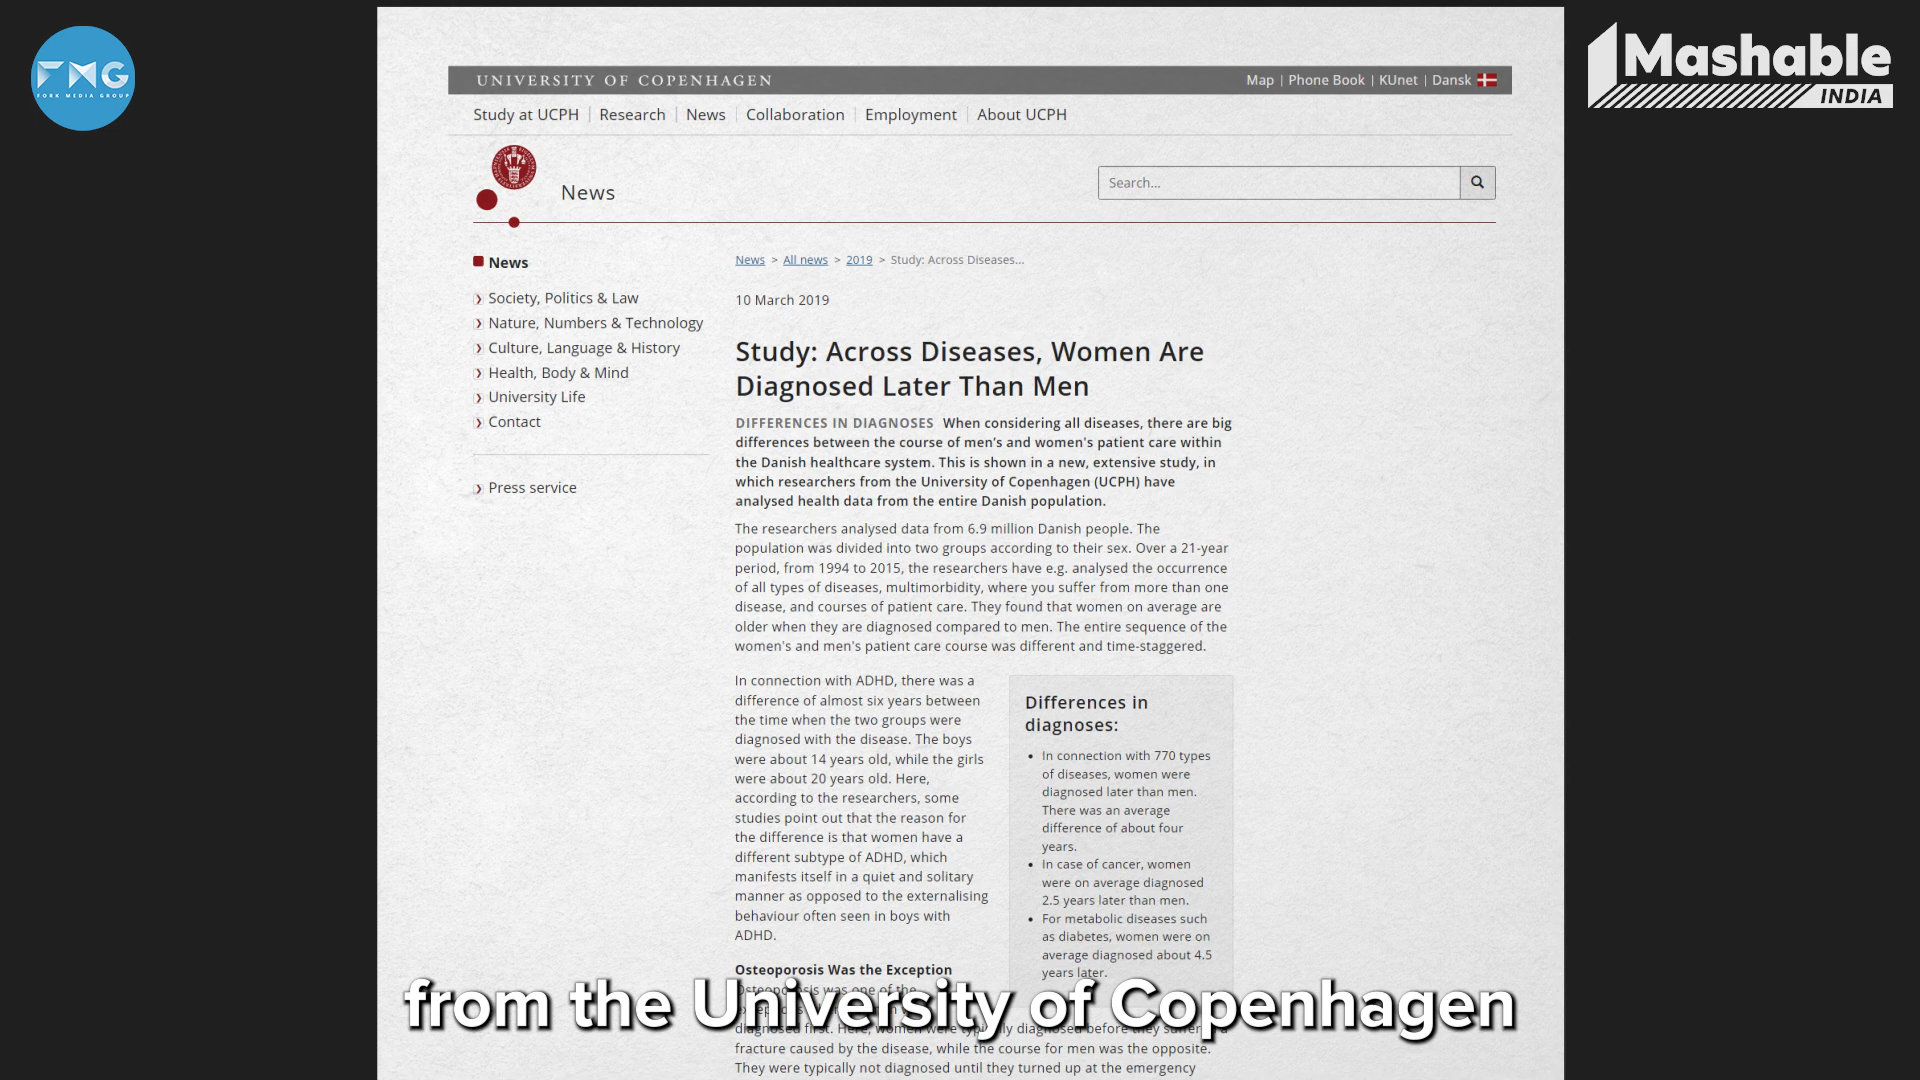 FMG
FORK MEDIA GROUP
Mashable
INDIA
UNIVERSITY OF COPENHAGEN
Map | Phone Book | KUnet | Dansk
Study at UCPH | Research | News | Collaboration | Employment | About UCPH
News
Search...
News
Society, Politics & Law
Nature, Numbers & Technology
Culture, Language & History
Health, Body & Mind
University Life
Contact
Press service
News > All news > 2019 > Study: Across Diseases...
10 March 2019
Study: Across Diseases, Women Are
Diagnosed Later Than Men
DIFFERENCES IN DIAGNOSES When considering all diseases, there are big
differences between the course of men's and women's patient care within
the Danish healthcare system. This is shown in a new, extensive study, in
which researchers from the University of Copenhagen (UCPH) have
analysed health data from the entire Danish population.
The researchers analysed data from 6.9 million Danish people. The
population was divided into two groups according to their sex. Over a 21-year
period, from 1994 to 2015, the researchers have e.g. analysed the occurrence
of all types of diseases, multimorbidity, where you suffer from more than one
disease, and courses of patient care. They found that women on average are
older when they are diagnosed compared to men. The entire sequence of the
women's and men's patient care course was different and time-staggered.
In connection with ADHD, there was a
difference of almost six years between
the time when the two groups were
diagnosed with the disease. The boys
were about 14 years old, while the girls
were about 20 years old. Here,
according to the researchers, some
studies point out that the reason for
the difference is that women have a
different subtype of ADHD, which
manifests itself in a quiet and solitary
manner as opposed to the externalising
behaviour often seen in boys with
ADHD.
Differences in
diagnoses:
• In connection with 770 types
of diseases, women were
diagnosed later than men.
There was an average
difference of about four
years.
• In case of cancer, women
were on average diagnosed
2.5 years later than men.
• For metabolic diseases such
as diabetes, women were on
average diagnosed about 4.5
years later.
Osteoporosis Was the Exception
Osteoporosis was one of the
diagnosed first. Here, women were typically diagnosed before they suffer a
fracture caused by the disease, while the course for men was the opposite.
They were typically not diagnosed until they turned up at the emergency
from the University of Copenhagen